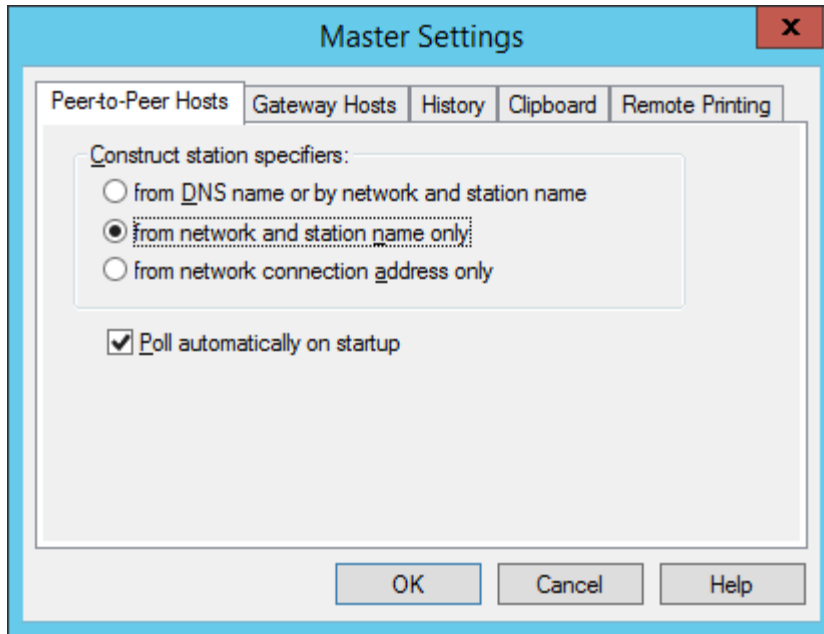 Master Settings
x
Peer-to-Peer Hosts Gateway Hosts History Clipboard Remote Printing
Construct station specifiers:
from DNS name or by network and station name
from network and station name only
from network connection address only
Poll automatically on startup
OK Cancel Help